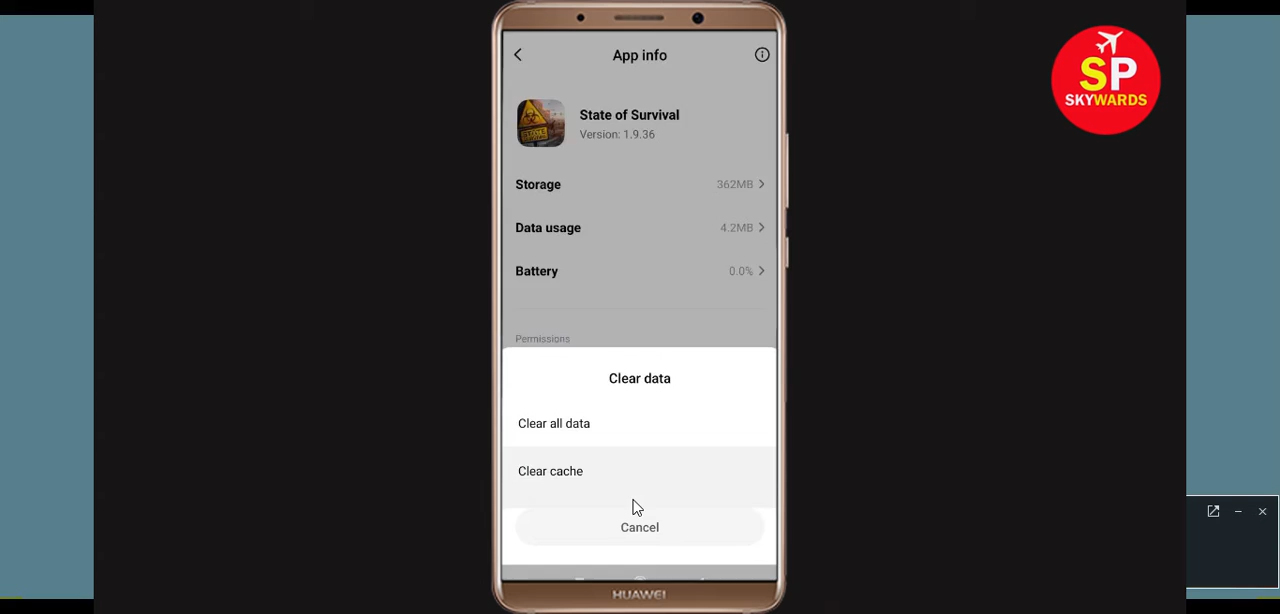 App info
SP
SKYWARDS
STATE
State of Survival
Version: 1.9.36
Storage 362MB
Data usage 4.2MB
Battery 0.0%
Permissions
Clear data
Clear all data
Clear cache
Cancel
HUAWEI